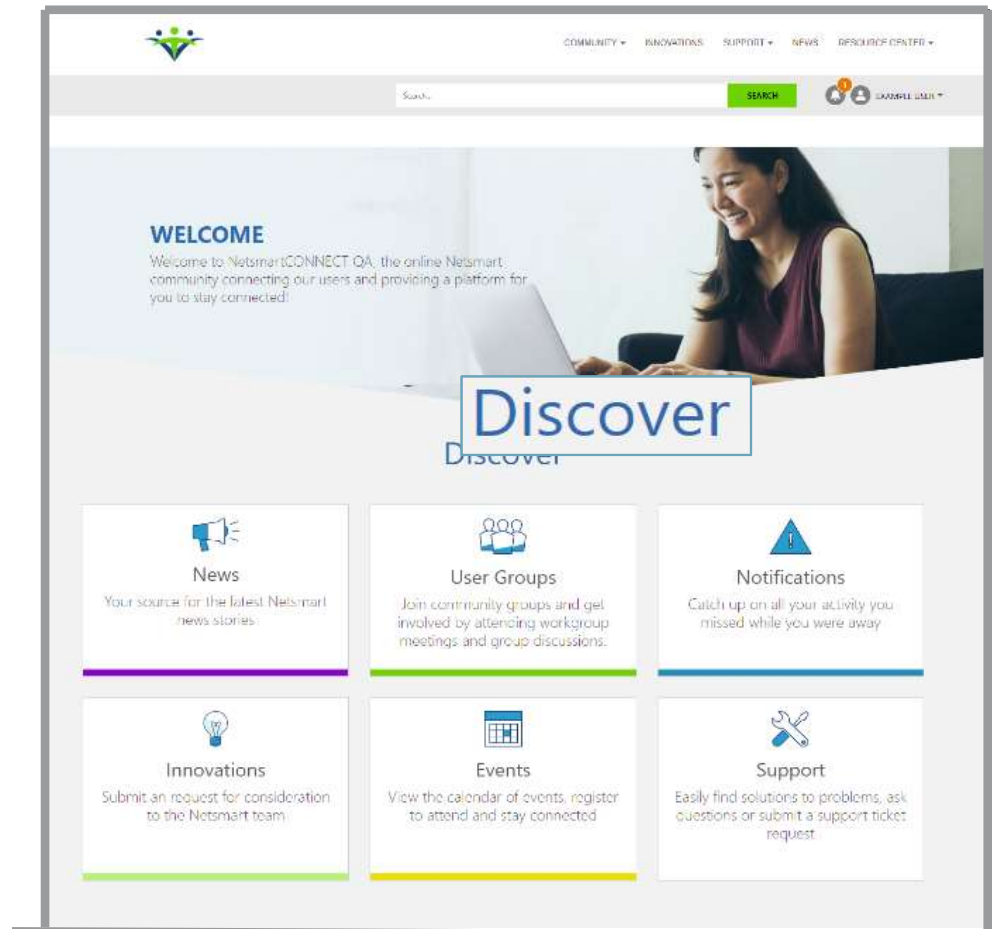 COMMUNITY INNOVATIONS SUPPORT NEWS RESOURCE CENTER
Search... SEARCH 1 EXAMPLE USER
WELCOME
Welcome to NetsmartCONNECT QA, the online Netsmart
community connecting our users and providing a platform for
you to stay connected!
Discover
Discover
News
Your source for the latest Netsmart
news stories
User Groups
Join community groups and get
involved by attending workgroup
meetings and group discussions.
Notifications
Catch up on all your activity you
missed while you were away
Innovations
Submit an request for consideration
to the Netsmart team
Events
View the calendar of events, register
to attend and stay connected
Support
Easily find solutions to problems, ask
questions or submit a support ticket
request